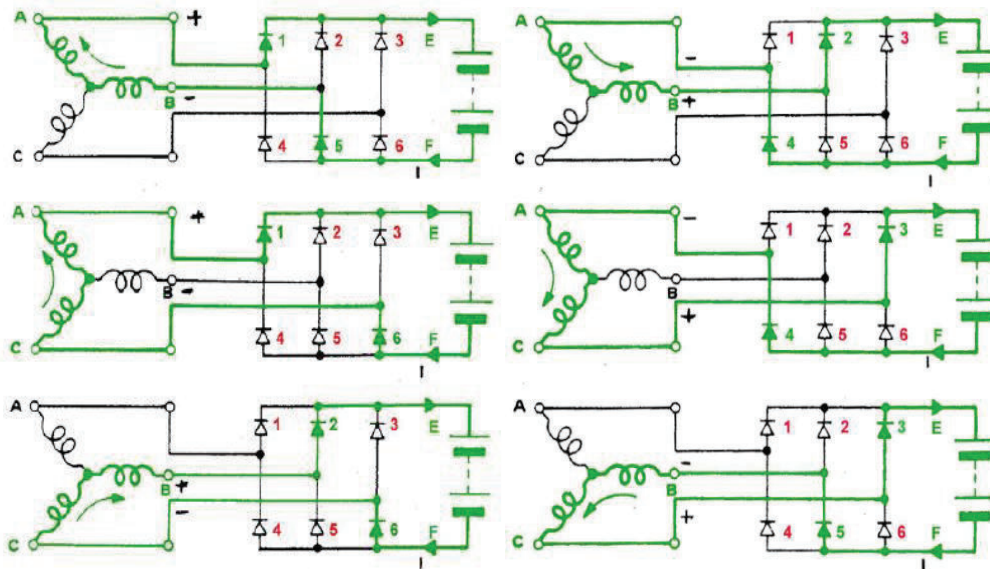 A + 1 2 3 E
B -
C 4 5 6 F
I
A - 1 2 3 E
B +
C 4 5 6 F
I
A + 1 2 3 E
B -
C + 4 5 6 F
I
A - 1 2 3 E
B
C + 4 5 6 F
I
A 1 2 3 E
B +
C - 4 5 6 F
I
A 1 2 3 E
- B
C + 4 5 6 F
I